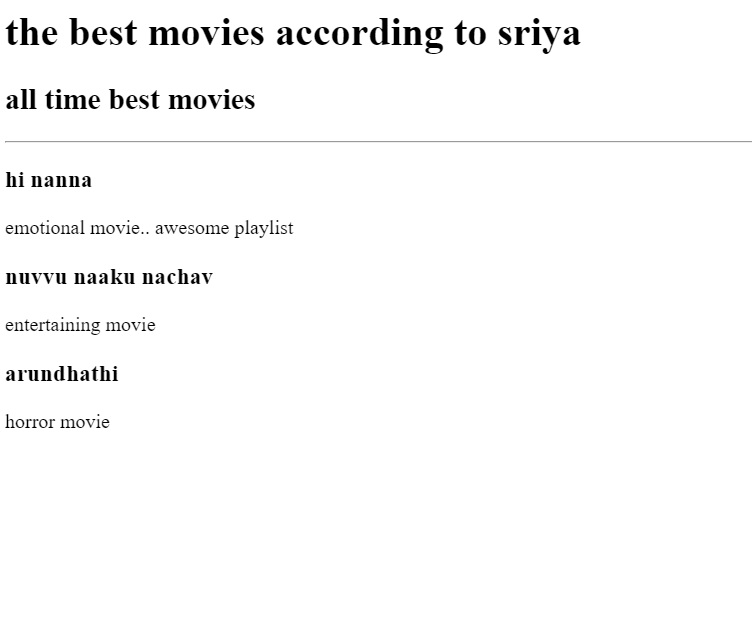 the best movies according to sriya
all time best movies
hi nanna
emotional movie.. awesome playlist
nuvvu naaku nachav
entertaining movie
arundhathi
horror movie